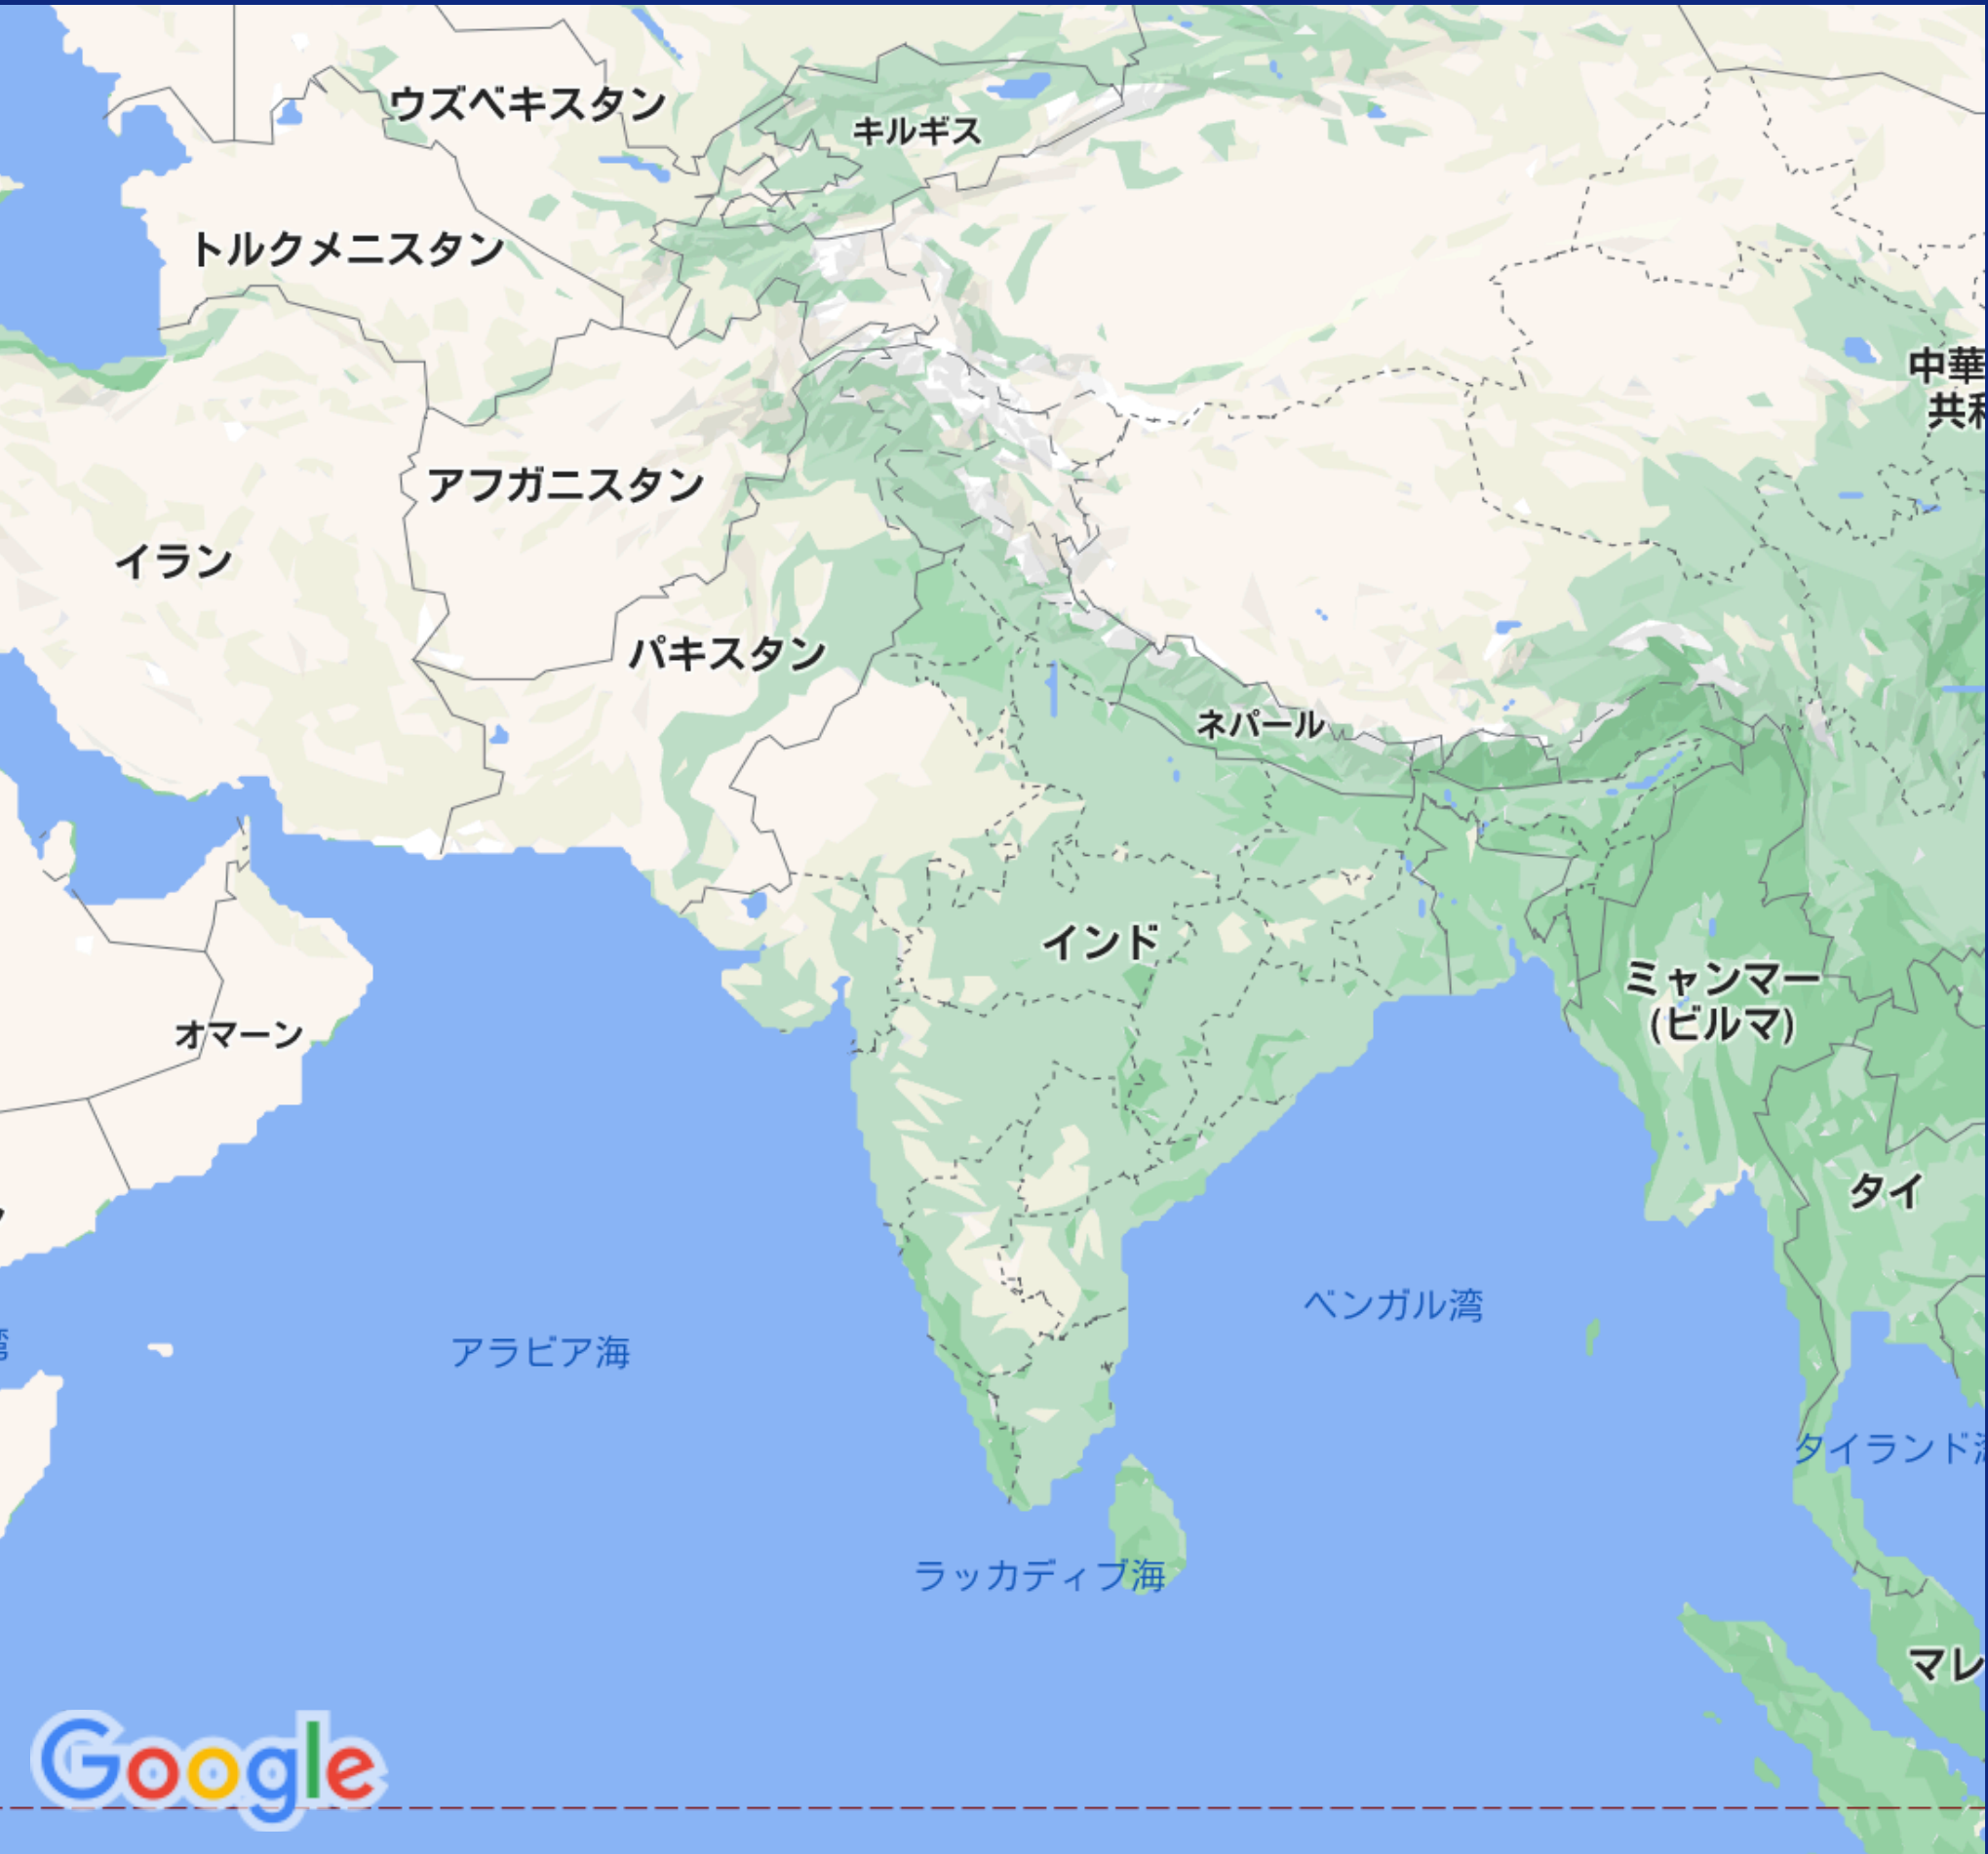 ウズベキスタン
キルギス
トルクメニスタン
中華
共和
アフガニスタン
イラン
パキスタン
ネパール
インド
ミャンマー
(ビルマ)
オマーン
タイ
ベンガル湾
アラビア海
湾
タイランド湾
ラッカディブ海
マレ
Google